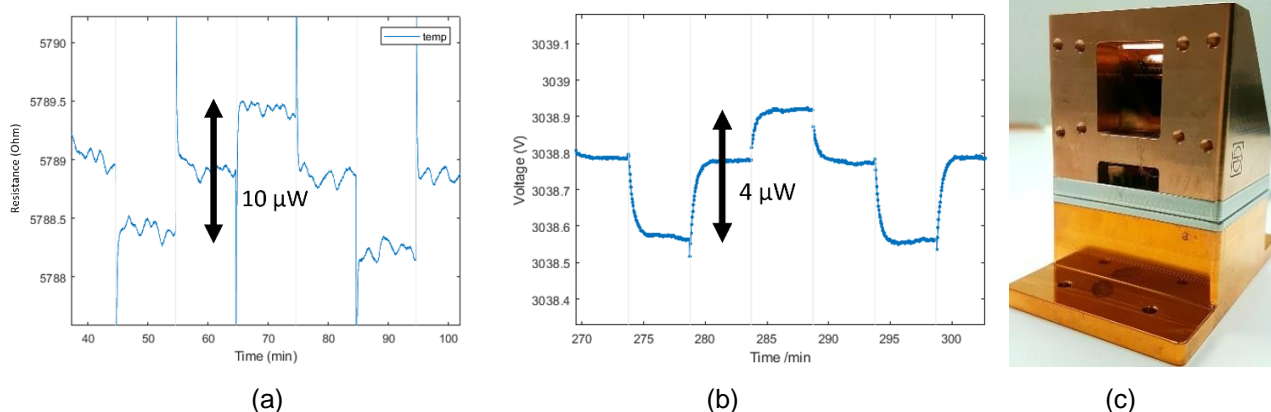 5790
5789.5
5789
5788.5
5788
Resistance (Ohm)
temp
10 µW
40 50 60 70 80 90 100
Time (min)
(a)
3039.1
3039
3038.9
3038.8
3038.7
3038.6
3038.5
3038.4
Voltage (V)
4 µW
270 275 280 285 290 295 300
Time /min
(b)
(c)